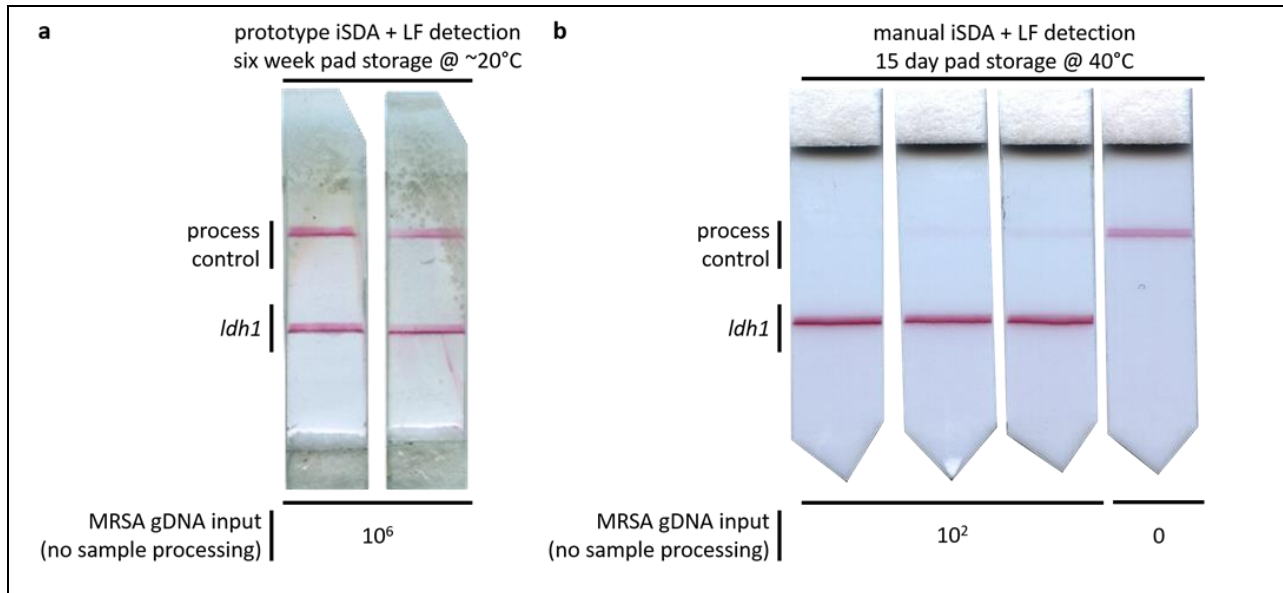 a
prototype iSDA + LF detection
six week pad storage @ ~20°C
process
control
ldh1
MRSA gDNA input
(no sample processing)
10⁶
b
manual iSDA + LF detection
15 day pad storage @ 40°C
process
control
ldh1
MRSA gDNA input
(no sample processing)
10²
0